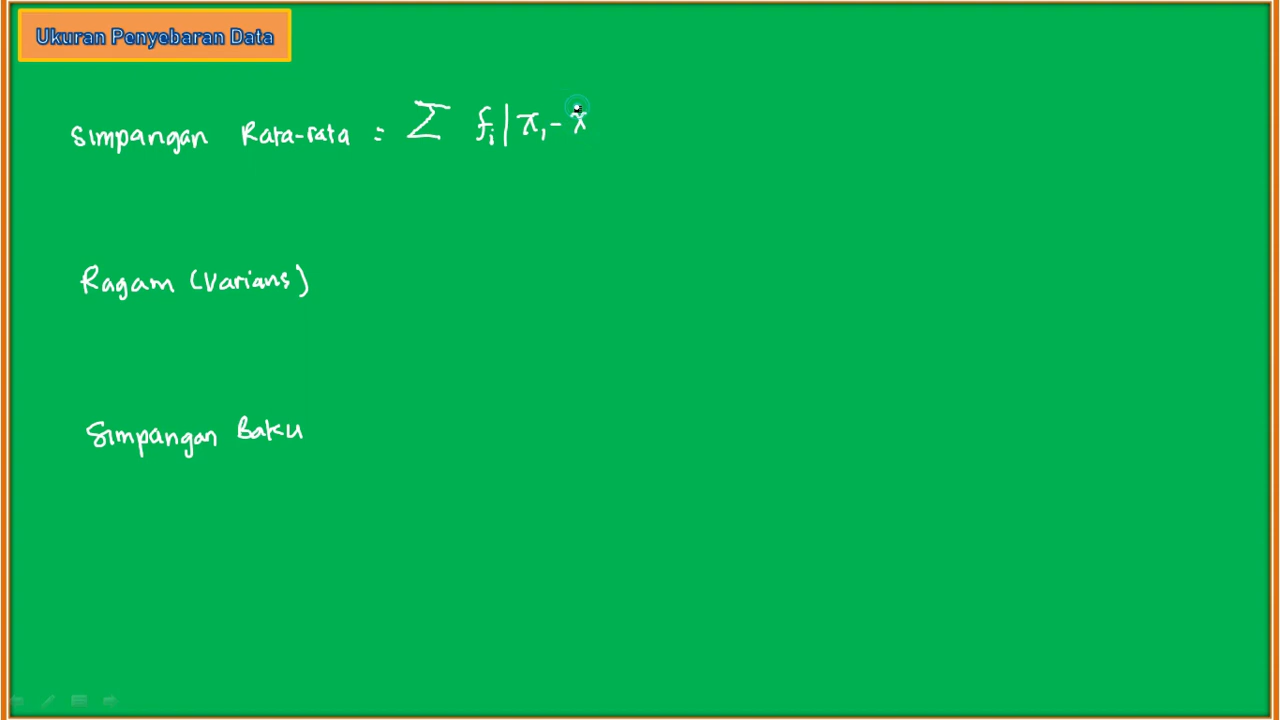 Ukuran Penyebaran Data
Simpangan Rata-rata = Σ fi | xi - x
Ragam (Varians)
Simpangan Baku